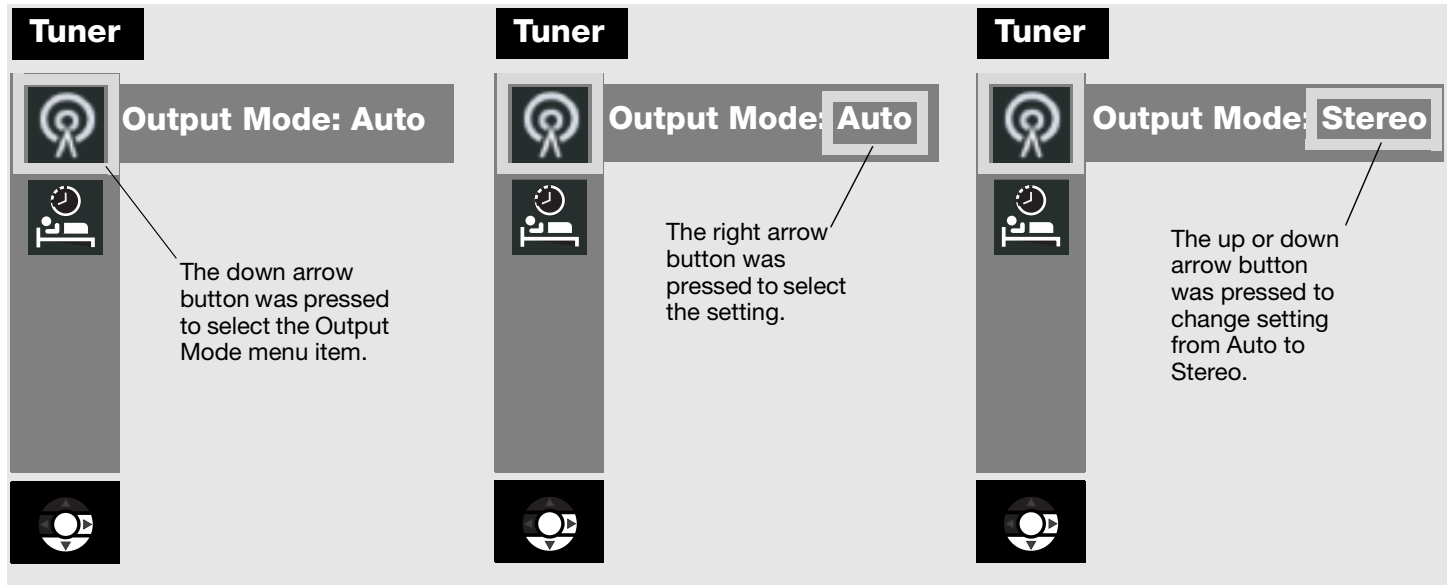 Tuner
Output Mode: Auto
The down arrow
button was pressed
to select the Output
Mode menu item.
Tuner
Output Mode: Auto
The right arrow
button was
pressed to select
the setting.
Tuner
Output Mode: Stereo
The up or down
arrow button
was pressed to
change setting
from Auto to
Stereo.